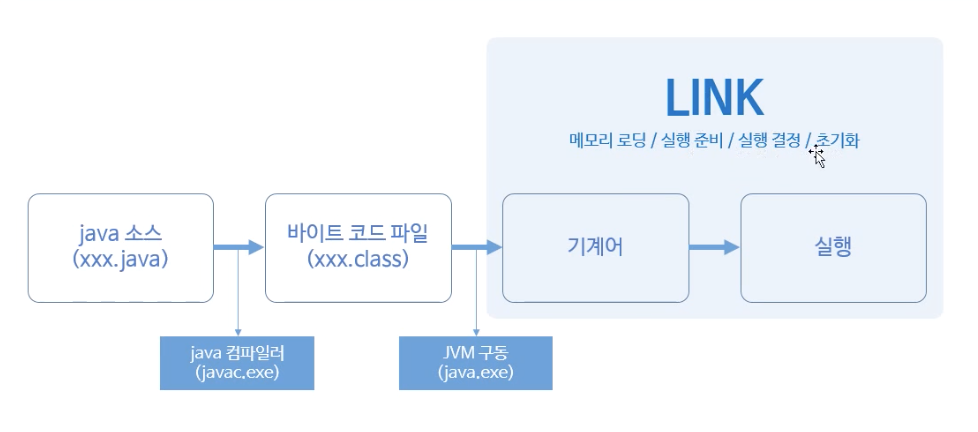 LINK
메모리 로딩 / 실행 준비 / 실행 결정 / 초기화
java 소스
(xxx.java)
바이트 코드 파일
(xxx.class)
기계어
실행
java 컴파일러
(javac.exe)
JVM 구동
(java.exe)